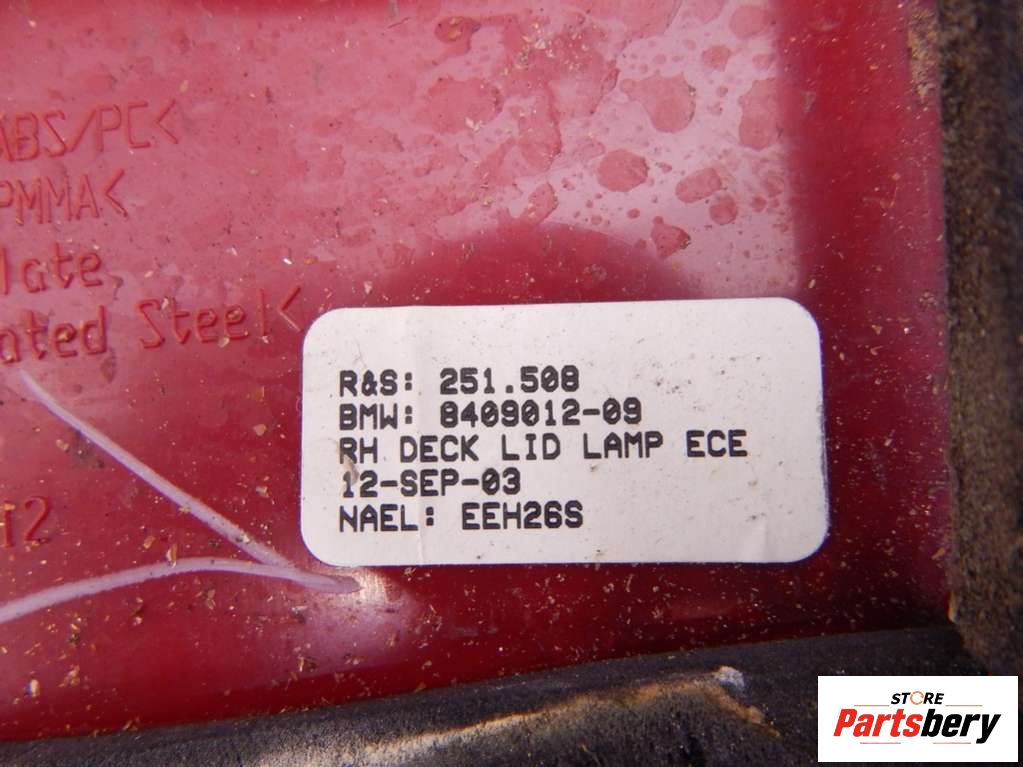 ABS/PC<
PMMA<
ated Steel<
R&S: 251.508
BMW: 8409012-09
RH DECK LID LAMP ECE
12-SEP-03
NAEL: EEH26S
STORE
Partsbery